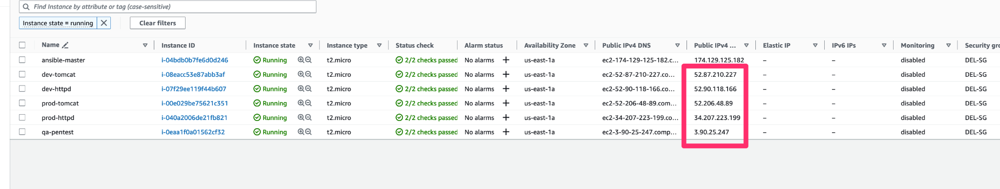 Find Instance by attribute or tag (case-sensitive)
Instance state = running Clear filters
Name Instance ID Instance state Instance type Status check Alarm status Availability Zone Public IPv4 DNS Public IPv4 ... Elastic IP IPv6 IPs Monitoring Security gro
ansible-master i-04bdb0b7fe6d0d246 Running t2.micro 2/2 checks passed No alarms + us-east-1a ec2-174-129-125-182.c... 174.129.125.182 – – disabled DEL-SG
dev-tomcat i-08eacc53e87abb3af Running t2.micro 2/2 checks passed No alarms + us-east-1a ec2-52-87-210-227.co... 52.87.210.227 – – disabled DEL-SG
dev-httpd i-07f29ee119f44b607 Running t2.micro 2/2 checks passed No alarms + us-east-1a ec2-52-90-118-166.co... 52.90.118.166 – – disabled DEL-SG
prod-tomcat i-00e029be75621c351 Running t2.micro 2/2 checks passed No alarms + us-east-1a ec2-52-206-48-89.com... 52.206.48.89 – – disabled DEL-SG
prod-httpd i-040a2006de21fb821 Running t2.micro 2/2 checks passed No alarms + us-east-1a ec2-34-207-223-199.co... 34.207.223.199 – – disabled DEL-SG
qa-pentest i-0eaa1f0a01562cf32 Running t2.micro 2/2 checks passed No alarms + us-east-1a ec2-3-90-25-247.comp... 3.90.25.247 – – disabled DEL-SG